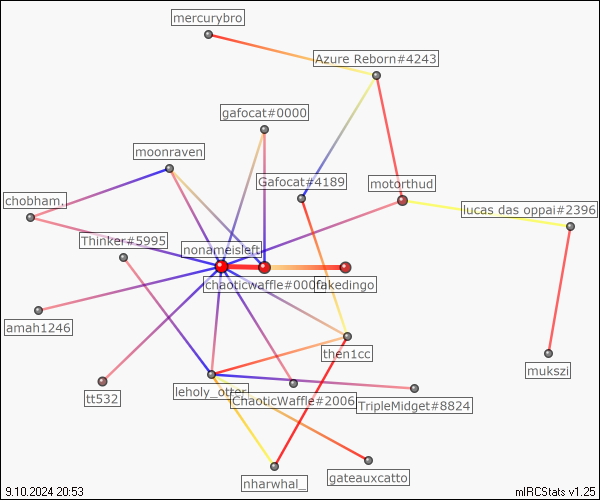 mercurybro
Azure Reborn#4243
gafocat#0000
moonraven
Gafocat#4189
motorthud
chobham.
lucas das oppai#2396
Thinker#5995
nonameisleft
chaoticwaffle#000
fakedingo
amah1246
then1cc
mukszi
leholy_otter
ChaoticWaffle#2006
TripleMidget#8824
tt532
nharwhal_
gateauxcatto
9.10.2024 20:53
mIRCStats v1.25